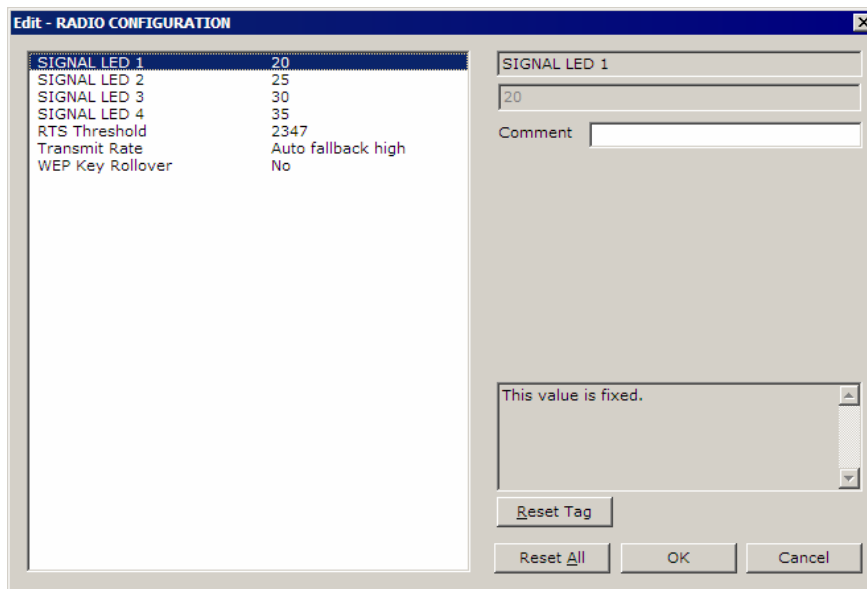 Edit - RADIO CONFIGURATION
SIGNAL LED 1 20
SIGNAL LED 2 25
SIGNAL LED 3 30
SIGNAL LED 4 35
RTS Threshold 2347
Transmit Rate Auto fallback high
WEP Key Rollover No
SIGNAL LED 1
20
Comment
This value is fixed.
Reset Tag
Reset All OK Cancel